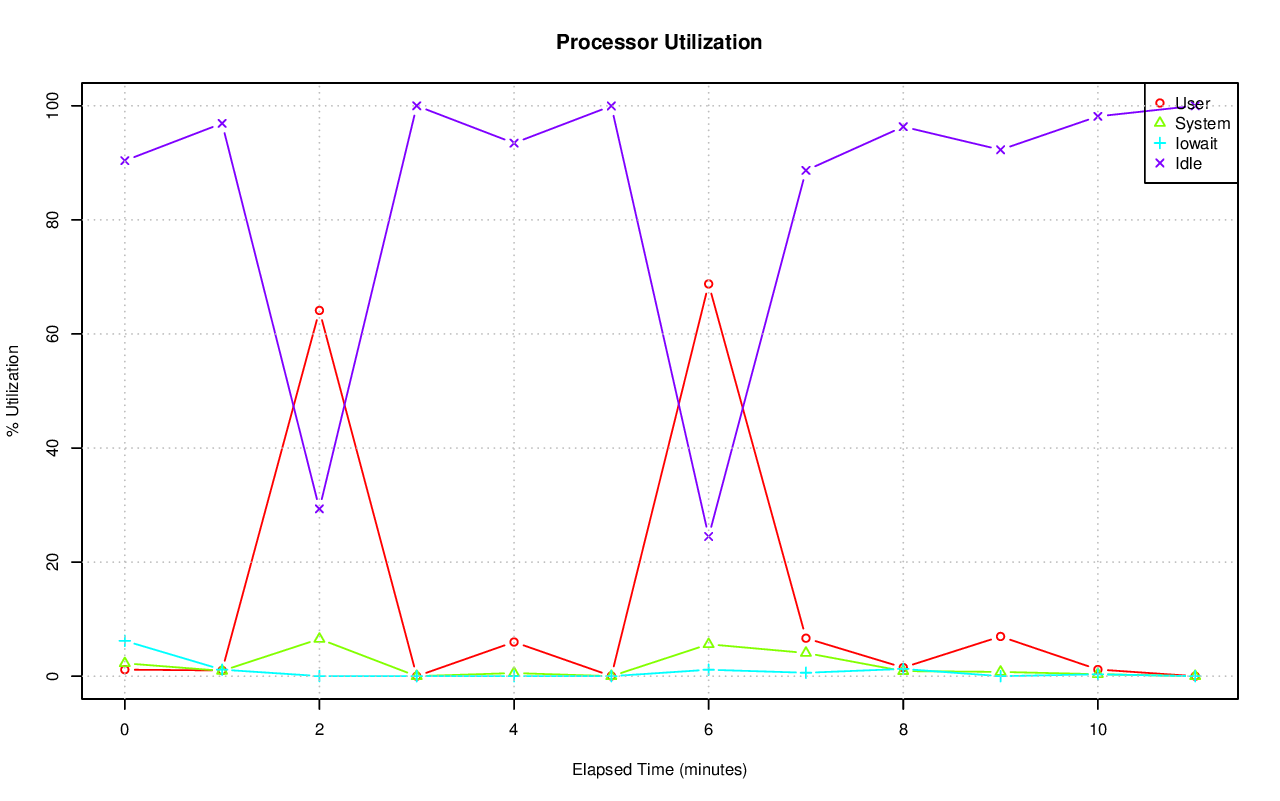 Processor Utilization
% Utilization
100
80
60
40
20
0
User
System
Iowait
Idle
0 2 4 6 8 10
Elapsed Time (minutes)